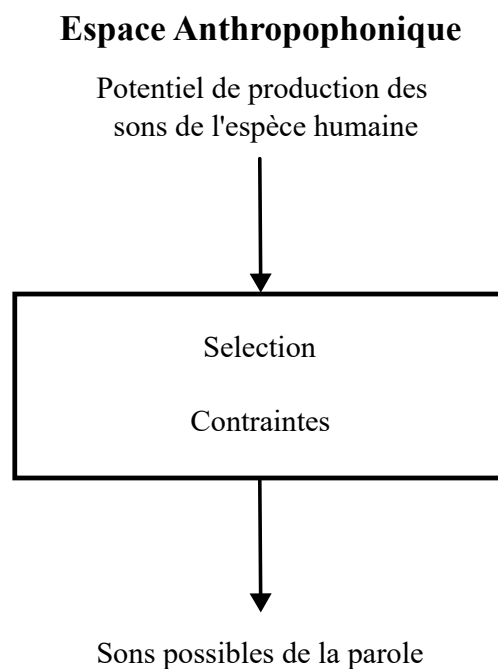 Espace Anthropophonique
Potentiel de production des
sons de l'espèce humaine
Selection
Contraintes
Sons possibles de la parole